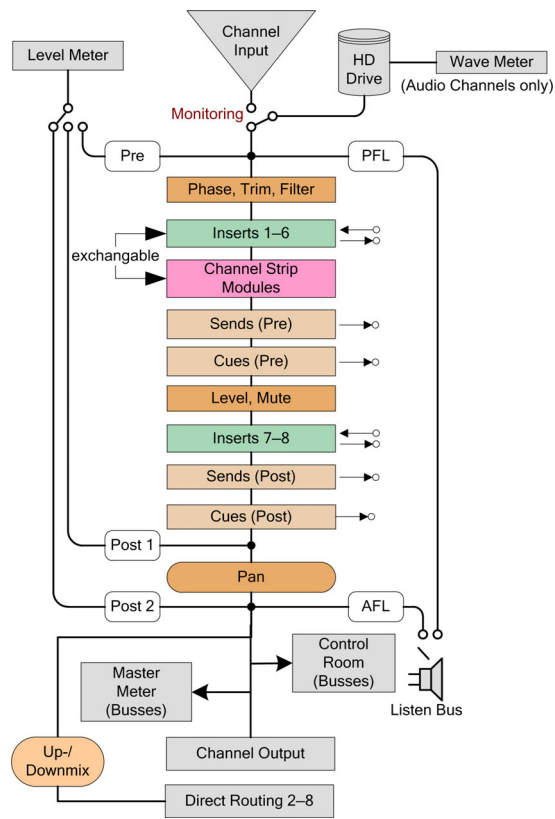 Level Meter
Channel
Input
HD
Drive
Wave Meter
(Audio Channels only)
Monitoring
Pre
PFL
Phase, Trim, Filter
Inserts 1–6
exchangable
Channel Strip
Modules
Sends (Pre)
Cues (Pre)
Level, Mute
Inserts 7–8
Sends (Post)
Cues (Post)
Post 1
Pan
Post 2
AFL
Control
Room
(Busses)
Master
Meter
(Busses)
Listen Bus
Up-/
Downmix
Channel Output
Direct Routing 2–8